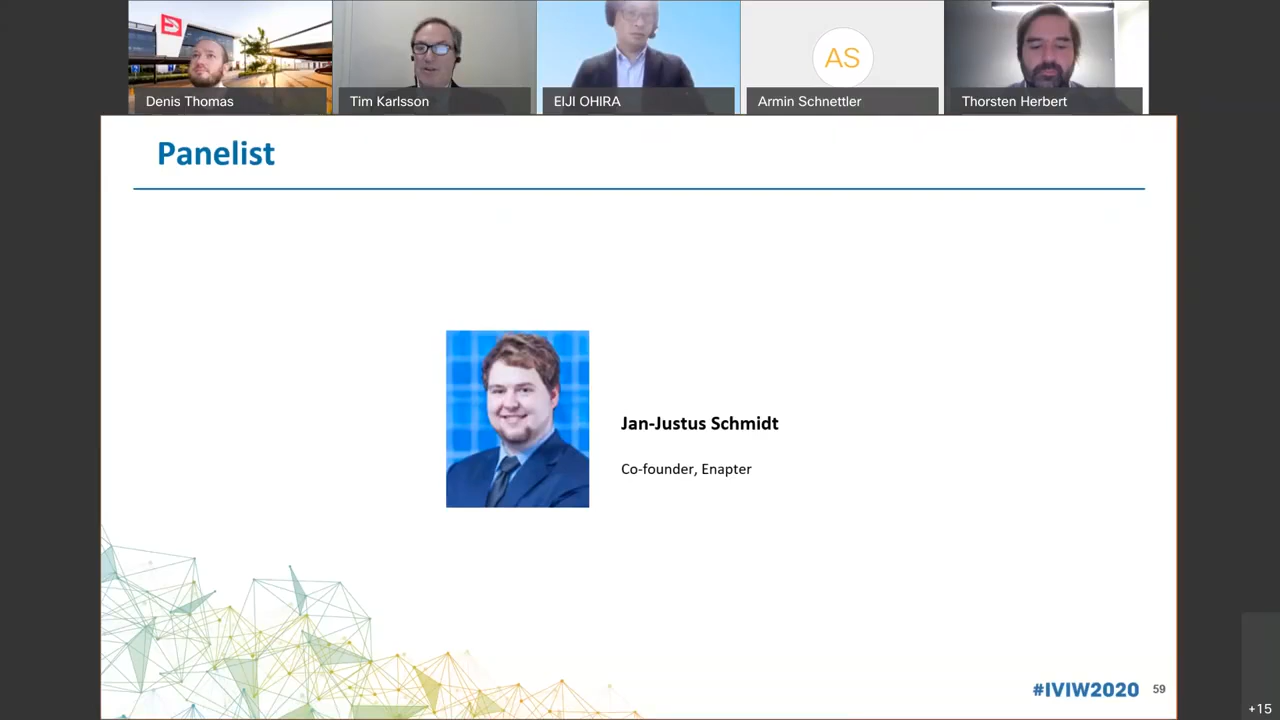 Denis Thomas
Tim Karlsson
EIJI OHIRA
AS
Armin Schnettler
Thorsten Herbert
Panelist
Jan-Justus Schmidt
Co-founder, Enapter
#IVIW2020
59
+15